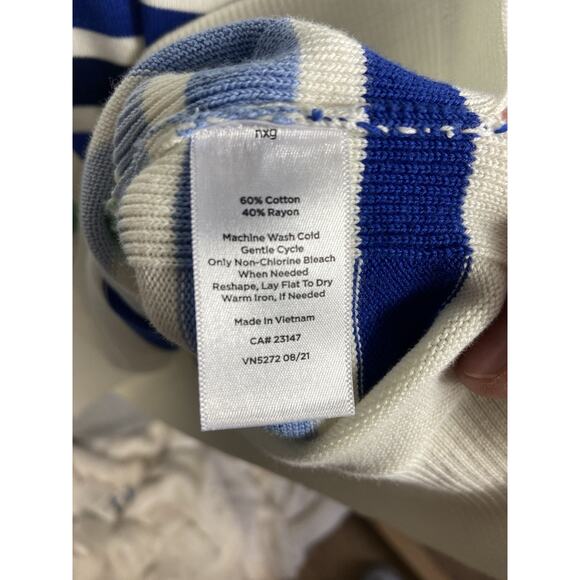 nxg
60% Cotton
40% Rayon
Machine Wash Cold
Gentle Cycle
Only Non-Chlorine Bleach
When Needed
Reshape, Lay Flat To Dry
Warm Iron, If Needed
Made In Vietnam
CA# 23147
VN5272 08/21